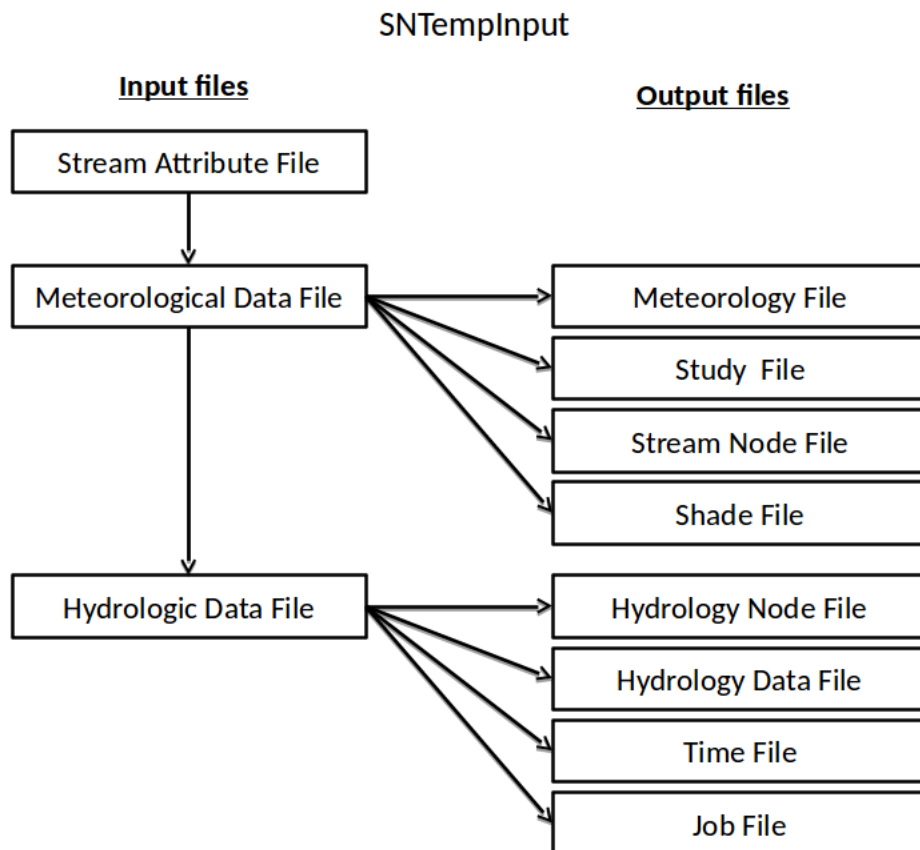 SNTempInput
Input files
Output files
Stream Attribute File
Meteorological Data File
Meteorology File
Study File
Stream Node File
Shade File
Hydrologic Data File
Hydrology Node File
Hydrology Data File
Time File
Job File